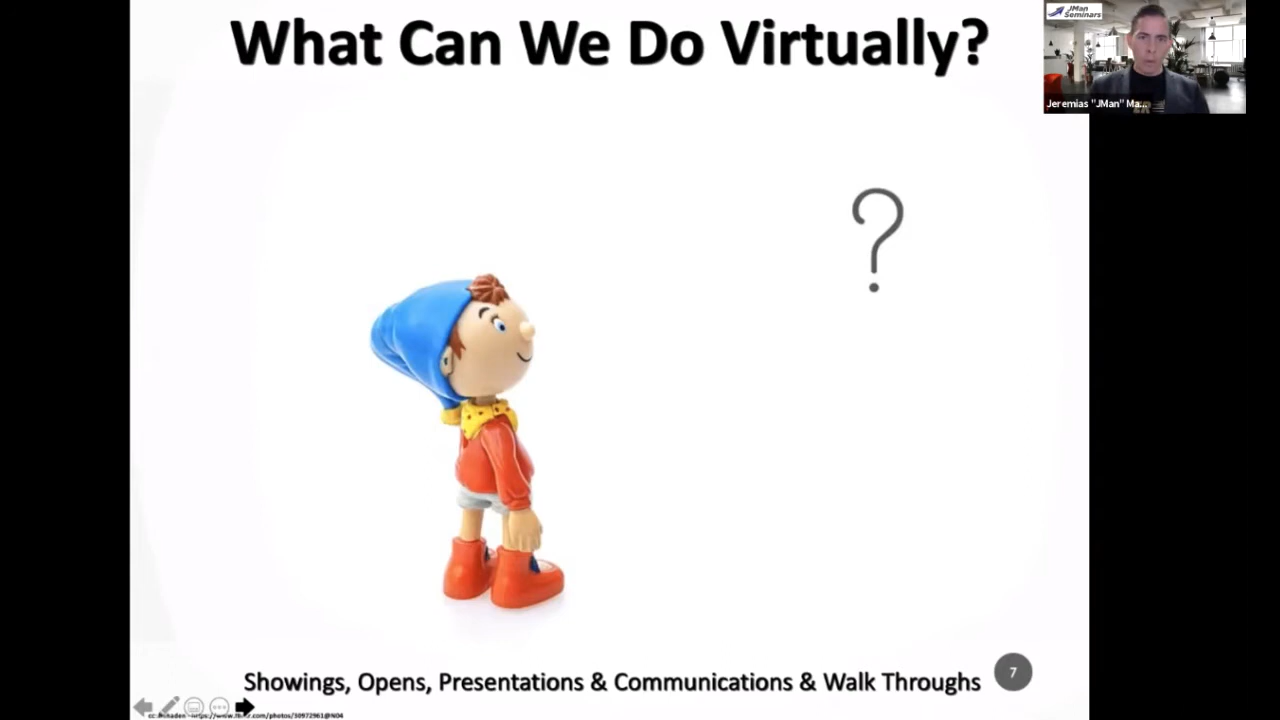 What Can We Do Virtually?
JMan
Seminars
Jeremias "JMan" Ma...
?
Showings, Opens, Presentations & Communications & Walk Throughs
7